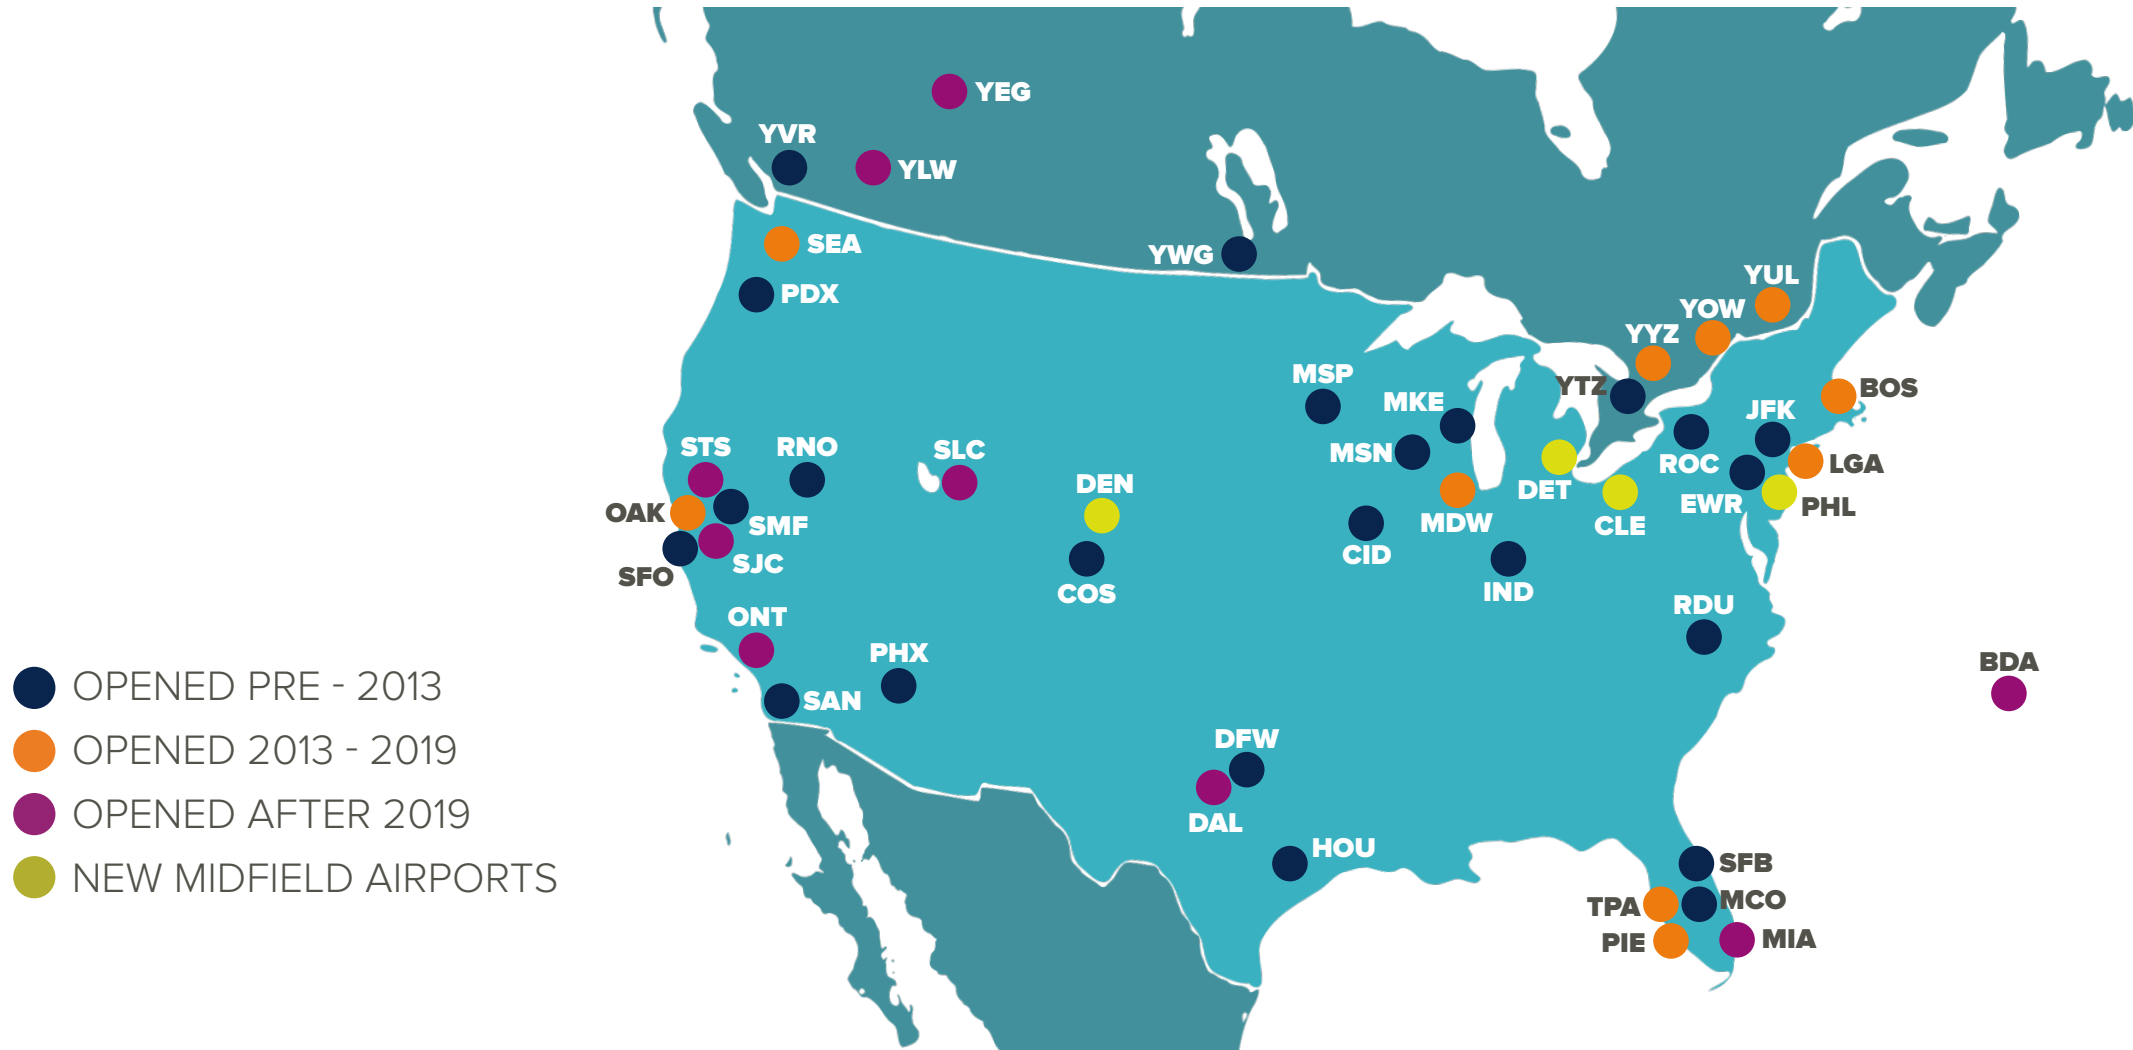 YEG
YVR
YLW
SEA
YWG
PDX
YUL
YOW
YYZ
MSP
YTZ
BOS
MKE
JFK
STS
RNO
SLC
MSN
ROC
LGA
DEN
DET
EWR
PHL
OAK
SMF
MDW
CLE
SFO
SJC
CID
COS
IND
RDU
ONT
PHX
BDA
OPENED PRE - 2013
SAN
DFW
OPENED 2013 - 2019
OPENED AFTER 2019
DAL
HOU
SFB
NEW MIDFIELD AIRPORTS
TPA
MCO
PIE
MIA